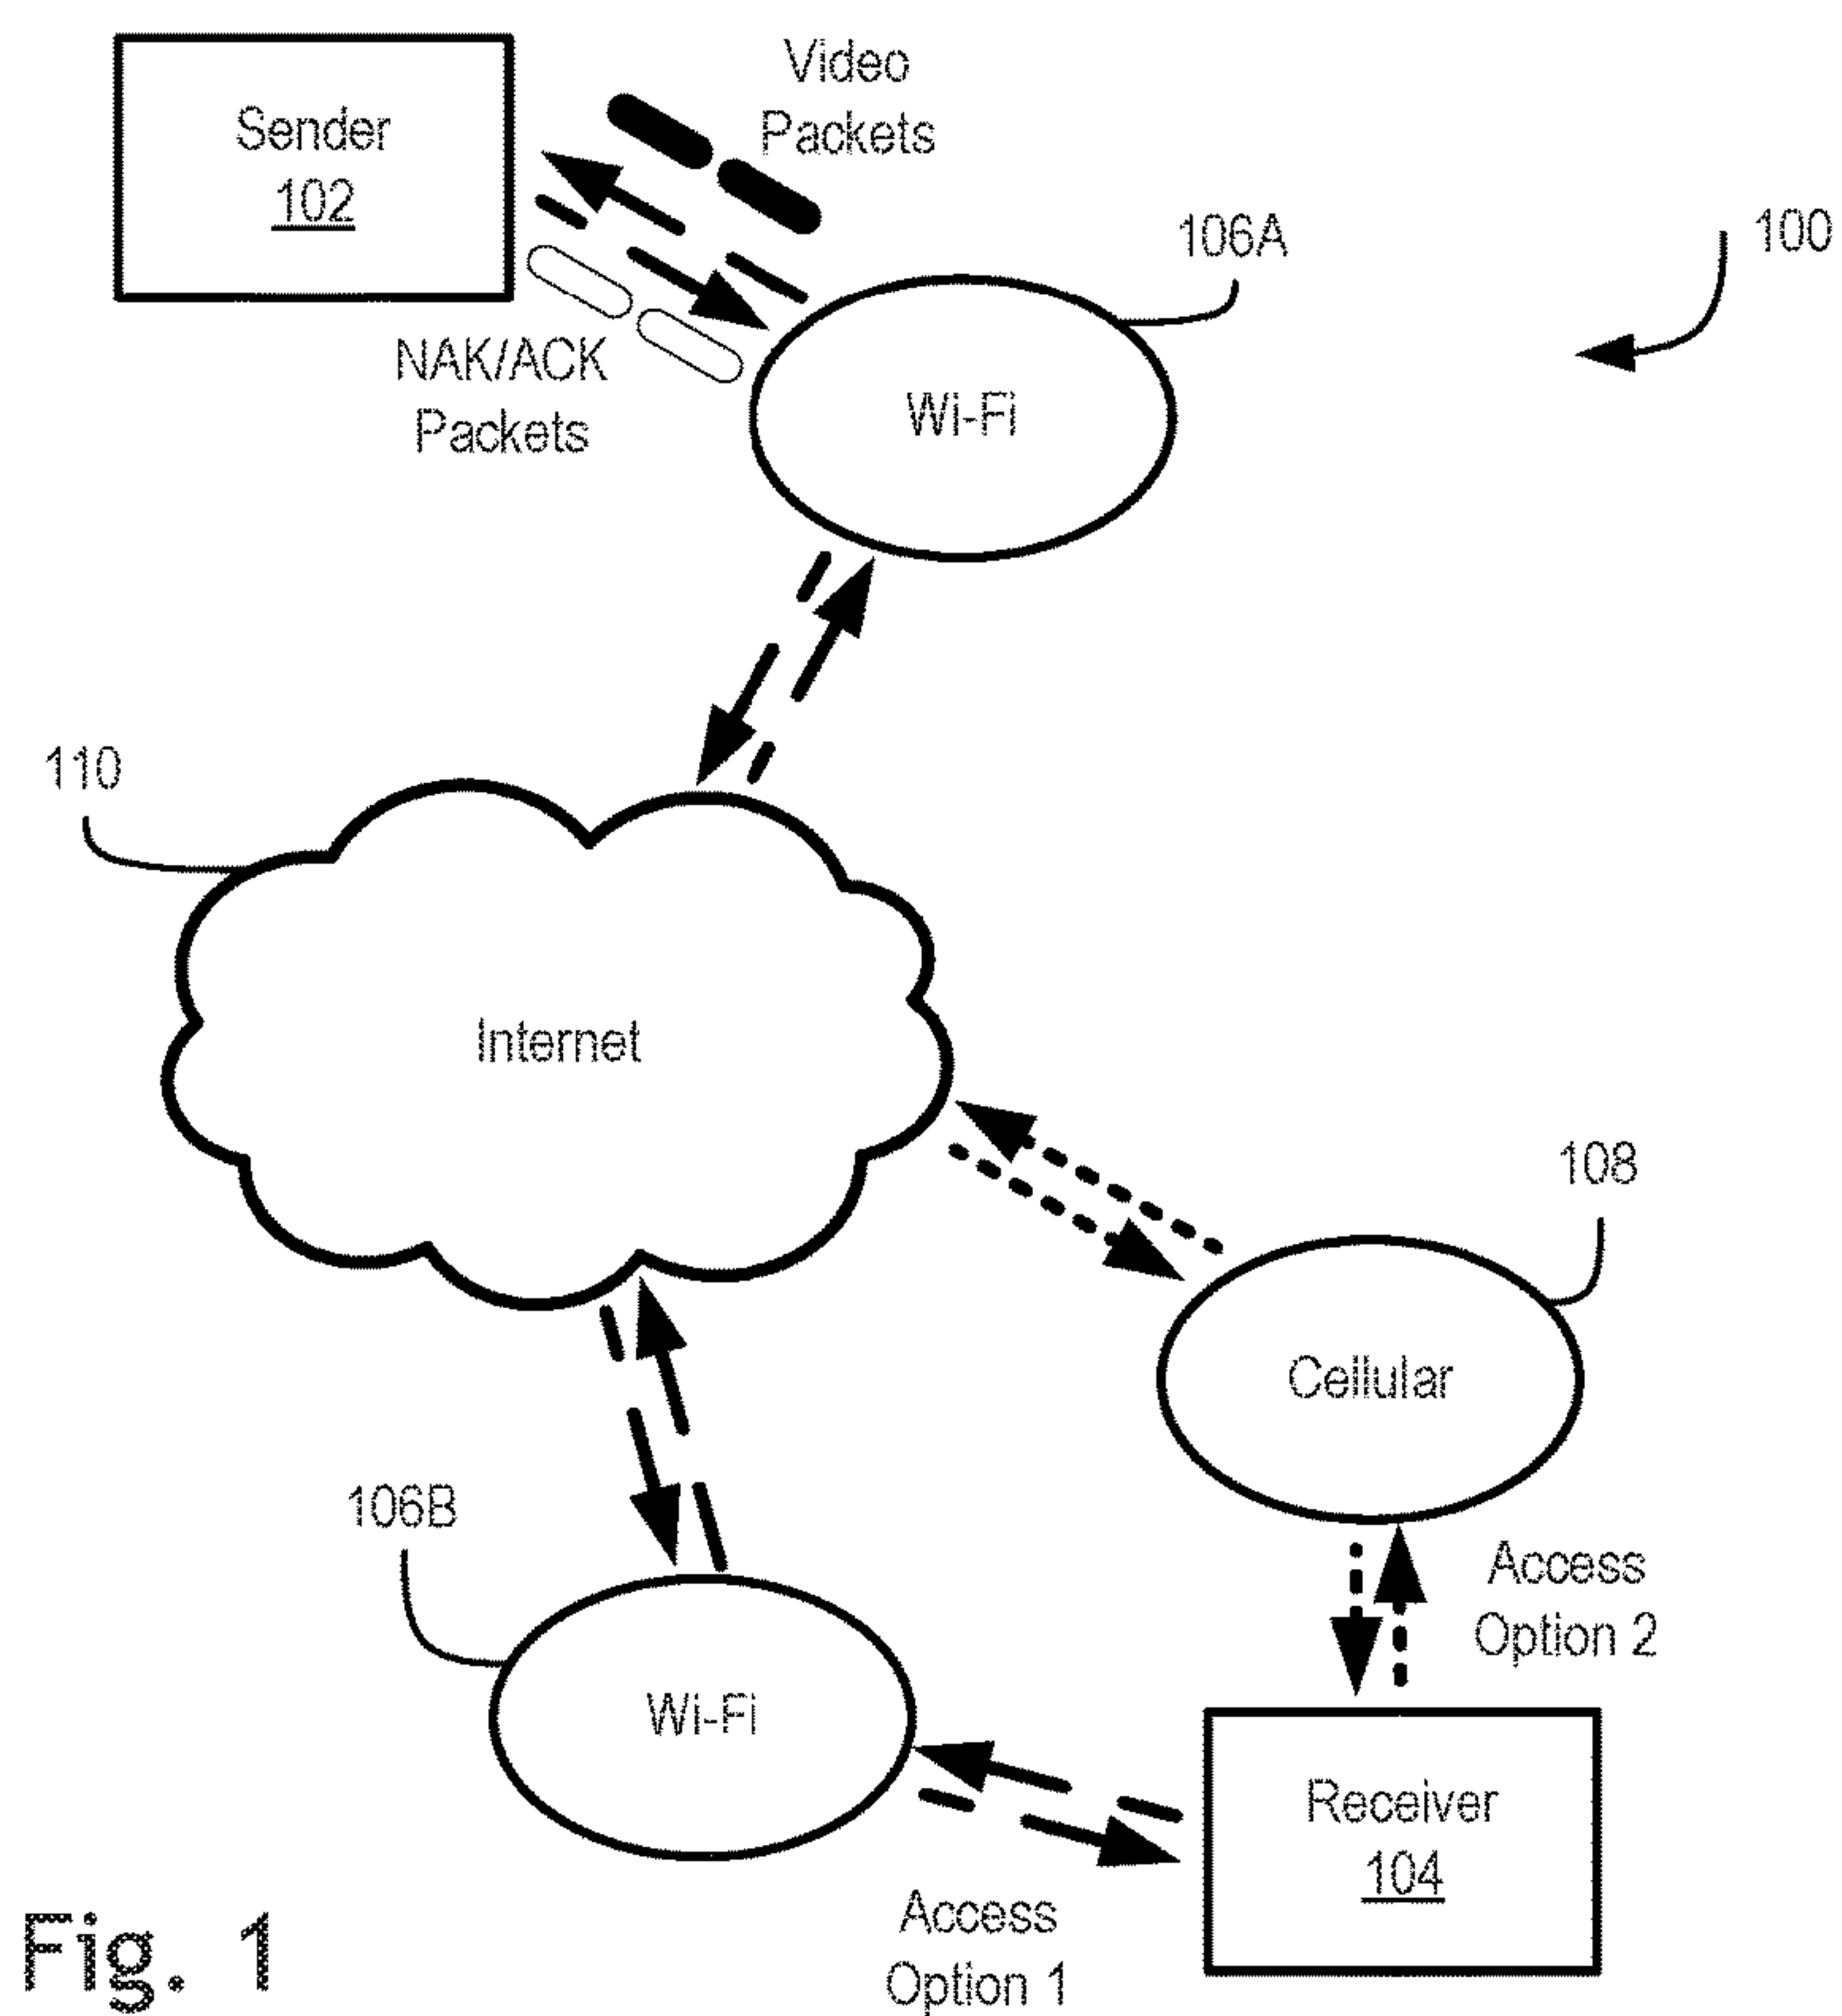 Video
Packets
Sender
102
106A
100
NAK/ACK
Packets
Wi-Fi
110
Internet
108
Cellular
106B
Access
Option 2
Wi-Fi
Receiver
104
Access
Option 1
Fig. 1